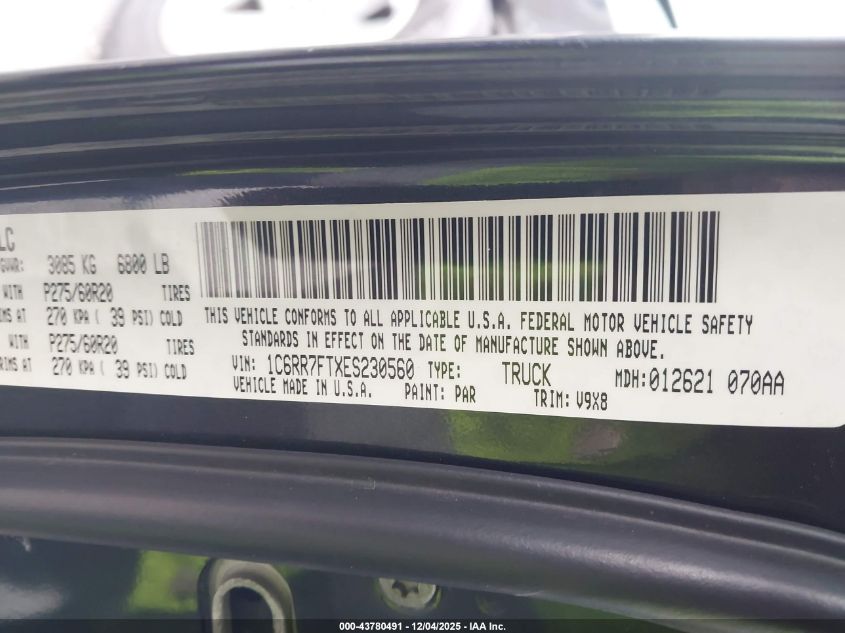 LC
GVWR: 3085 KG 6800 LB
WITH P275/60R20 TIRES
RIMS AT 270 KPA ( 39 PSI) COLD
WITH P275/60R20 TIRES
RIMS AT 270 KPA ( 39 PSI) COLD
THIS VEHICLE CONFORMS TO ALL APPLICABLE U.S.A. FEDERAL MOTOR VEHICLE SAFETY
STANDARDS IN EFFECT ON THE DATE OF MANUFACTURE SHOWN ABOVE.
VIN: 1C6RR7FTXES230560 TYPE: TRUCK MDH:012621 070AA
VEHICLE MADE IN U.S.A. PAINT: PAR TRIM: V9X8
000-43780491 - 12/04/2025 - IAA Inc.